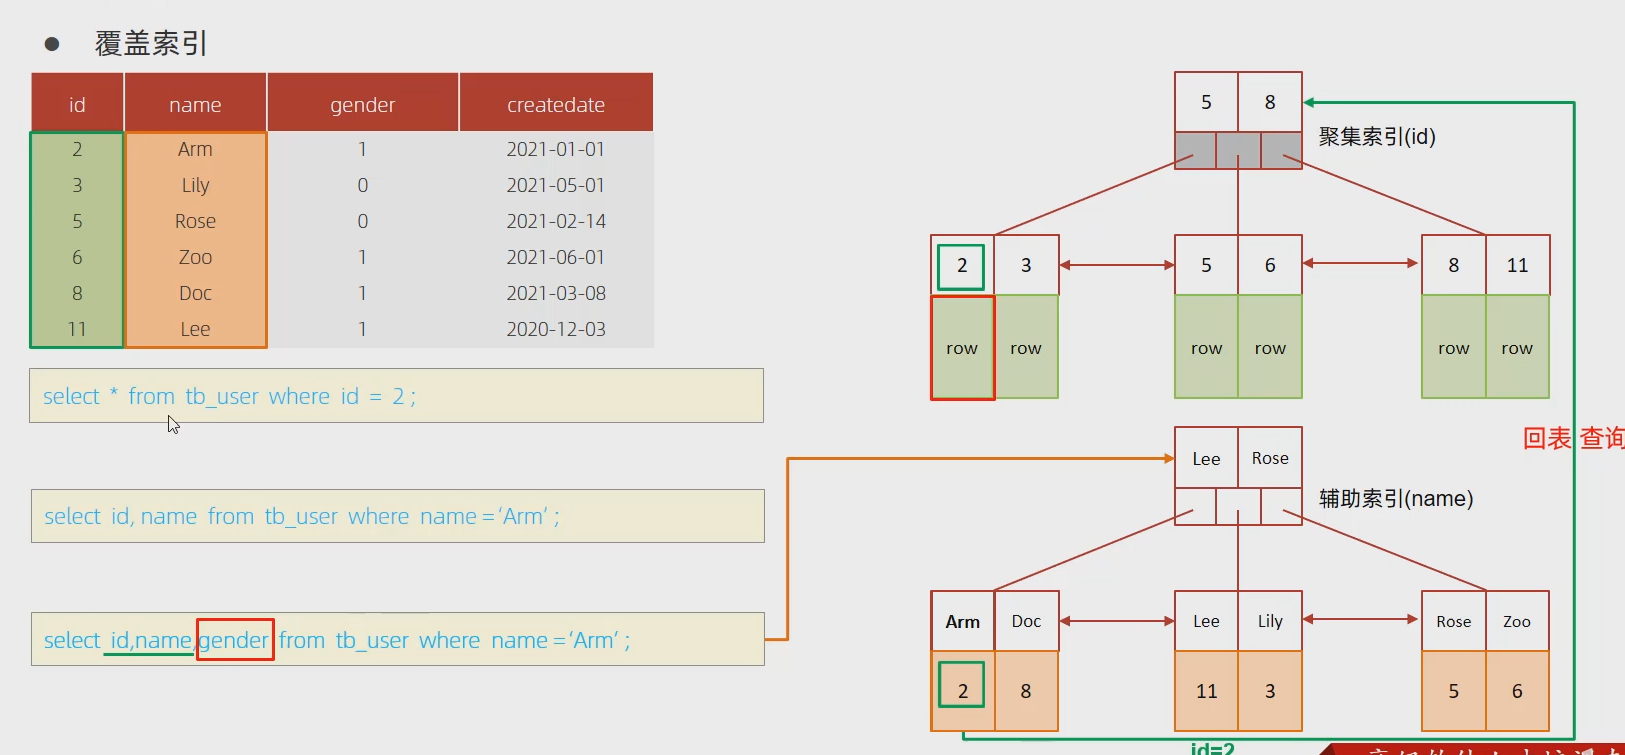 ● 覆盖索引
id name gender createdate
2 Arm 1 2021-01-01
3 Lily 0 2021-05-01
5 Rose 0 2021-02-14
6 Zoo 1 2021-06-01
8 Doc 1 2021-03-08
11 Lee 1 2020-12-03
select * from tb_user where id = 2 ;
select id, name from tb_user where name = ‘Arm’ ;
select id,name,gender from tb_user where name = ‘Arm’ ;
5 8
聚集索引(id)
2 3 5 6 8 11
row row row row row row
回表 查询
Lee Rose
辅助索引(name)
Arm Doc Lee Lily Rose Zoo
2 8 11 3 5 6
id=2